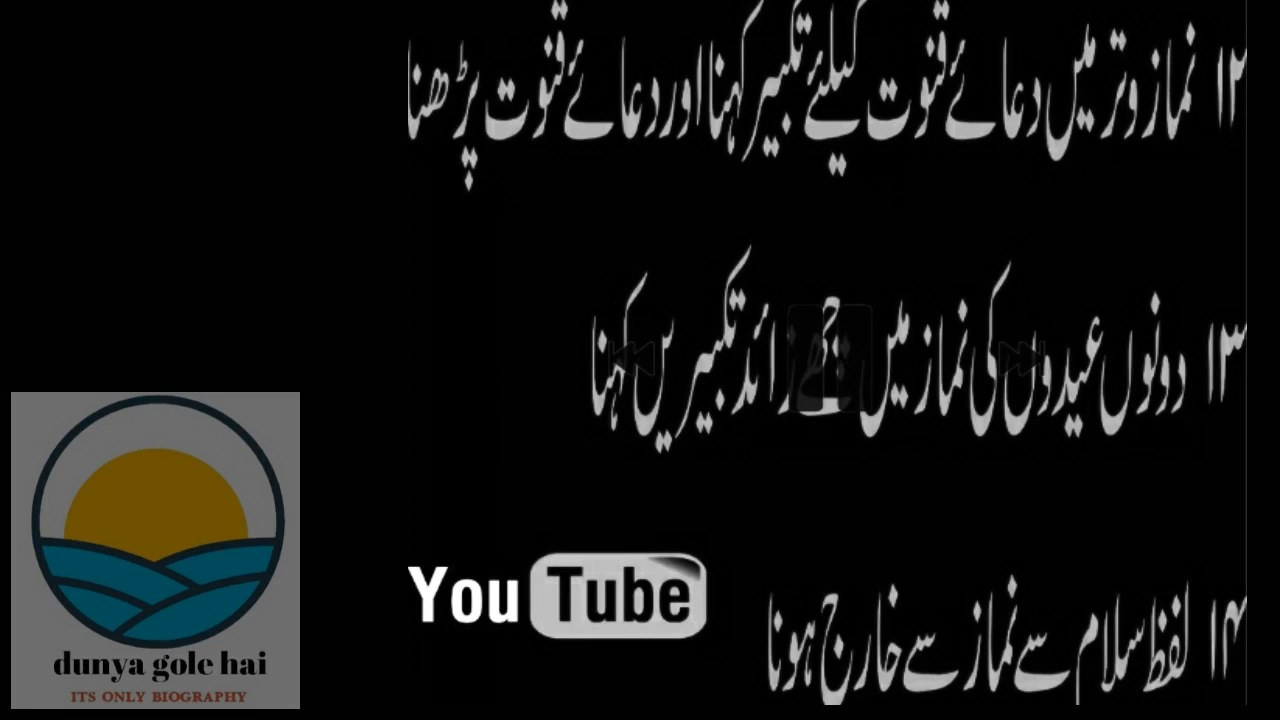 ۱۲ نماز وتر میں دعائے قنوت کیلئے تکبیر کہنا اور دعائے قنوت پڑھنا
۱۳ دونوں عیدوں کی نماز میں چھ زائد تکبیریں کہنا
۱۴ لفظ سلام سے نماز سے خارج ہونا
YouTube
dunya gole hai
ITS ONLY BIOGRAPHY